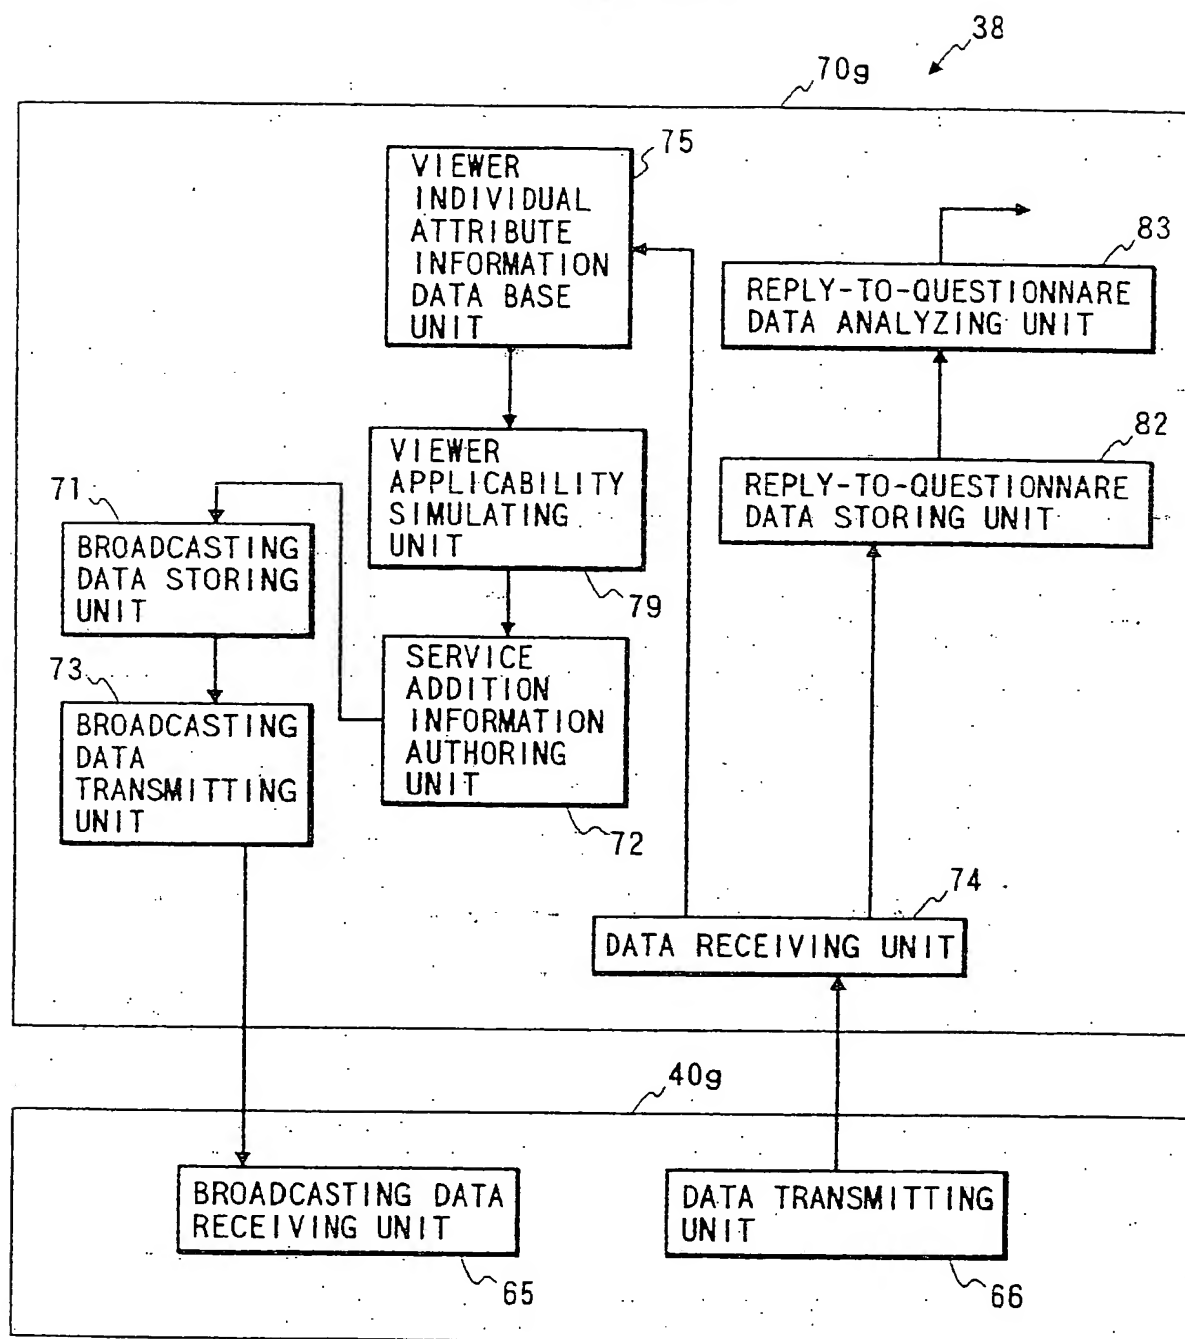 38
70g
75
VIEWER
INDIVIDUAL
ATTRIBUTE
INFORMATION
DATA BASE
UNIT
83
REPLY-TO-QUESTIONNARE
DATA ANALYZING UNIT
82
REPLY-TO-QUESTIONNARE
DATA STORING UNIT
VIEWER
APPLICABILITY
SIMULATING
UNIT
79
71
BROADCASTING
DATA STORING
UNIT
73
BROADCASTING
DATA
TRANSMITTING
UNIT
SERVICE
ADDITION
INFORMATION
AUTHORING
UNIT
72
74
DATA RECEIVING UNIT
40g
BROADCASTING DATA
RECEIVING UNIT
65
DATA TRANSMITTING
UNIT
66